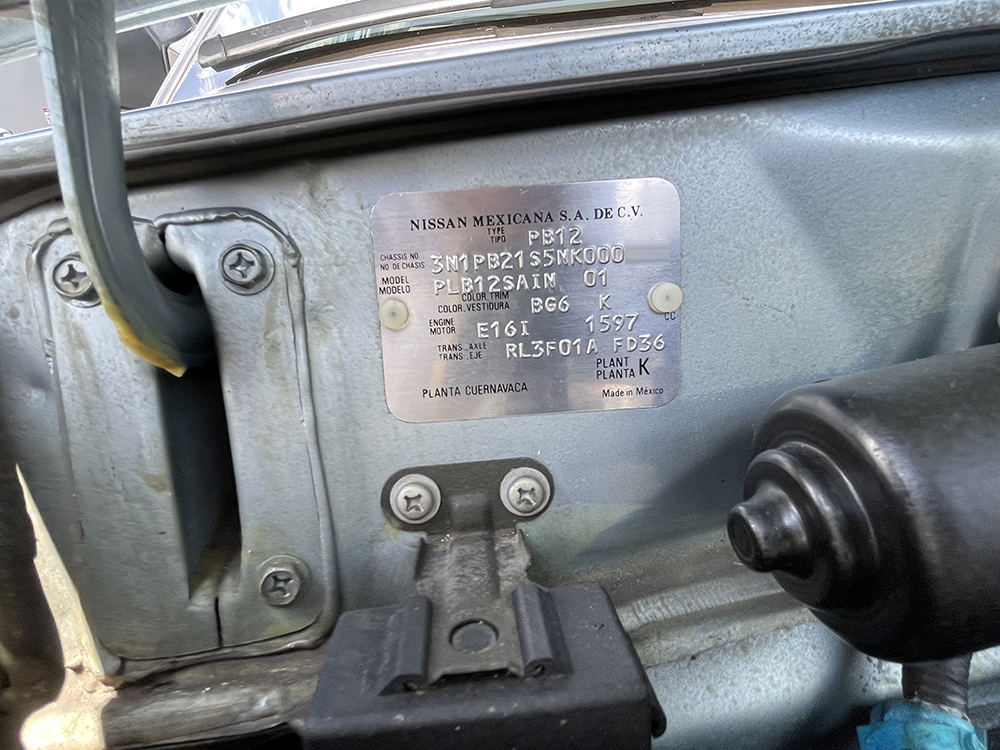 NISSAN MEXICANA S.A. DE C.V.
TYPE
TIPO PB12
CHASSIS NO.
NO DE CHASIS 3N1PB21S5NK000
MODEL
MODELO PLB12SAIN 01
COLOR, TRIM
COLOR, VESTIDURA BG6 K
ENGINE
MOTOR E16I 1597 CC
TRANS. AXLE
TRANS. EJE RL3F01A FD36
PLANT
PLANTA K
PLANTA CUERNAVACA Made in México